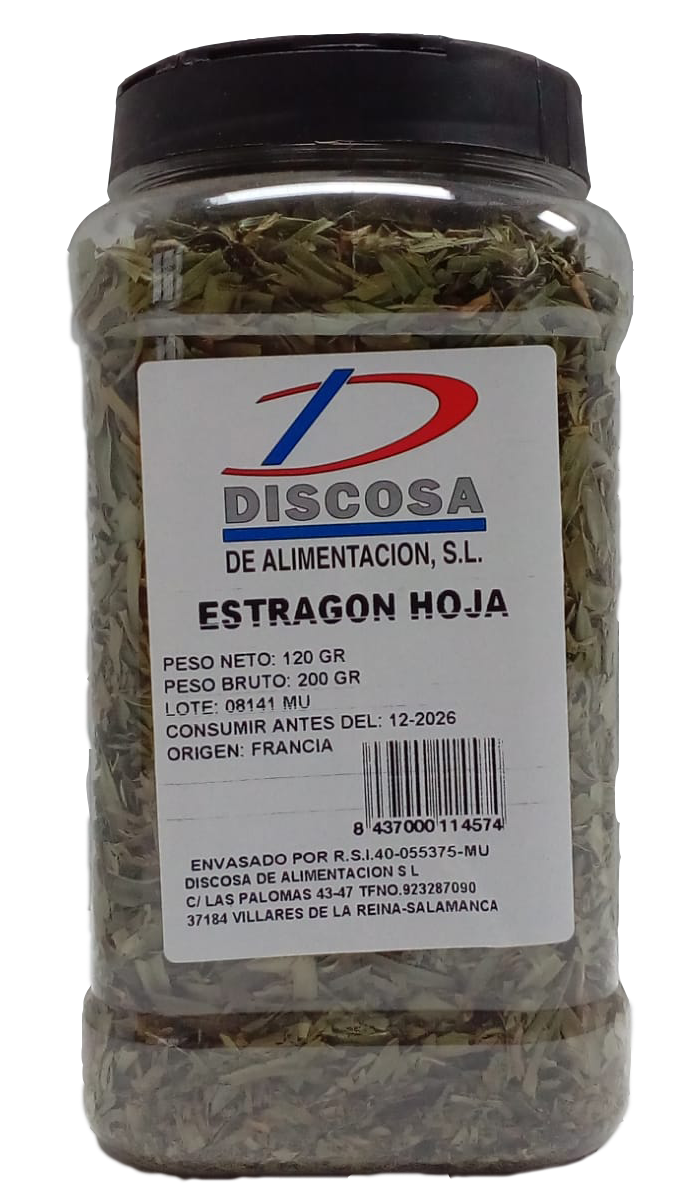 DISCOSA
DE ALIMENTACION, S.L.
ESTRAGON HOJA
PESO NETO: 120 GR
PESO BRUTO: 200 GR
LOTE: 08141 MU
CONSUMIR ANTES DEL: 12-2026
ORIGEN: FRANCIA
8 437000 114574
ENVASADO POR R.S.I.40-055375-MU
DISCOSA DE ALIMENTACION S L
C/ LAS PALOMAS 43-47 TFNO.923287090
37184 VILLARES DE LA REINA-SALAMANCA